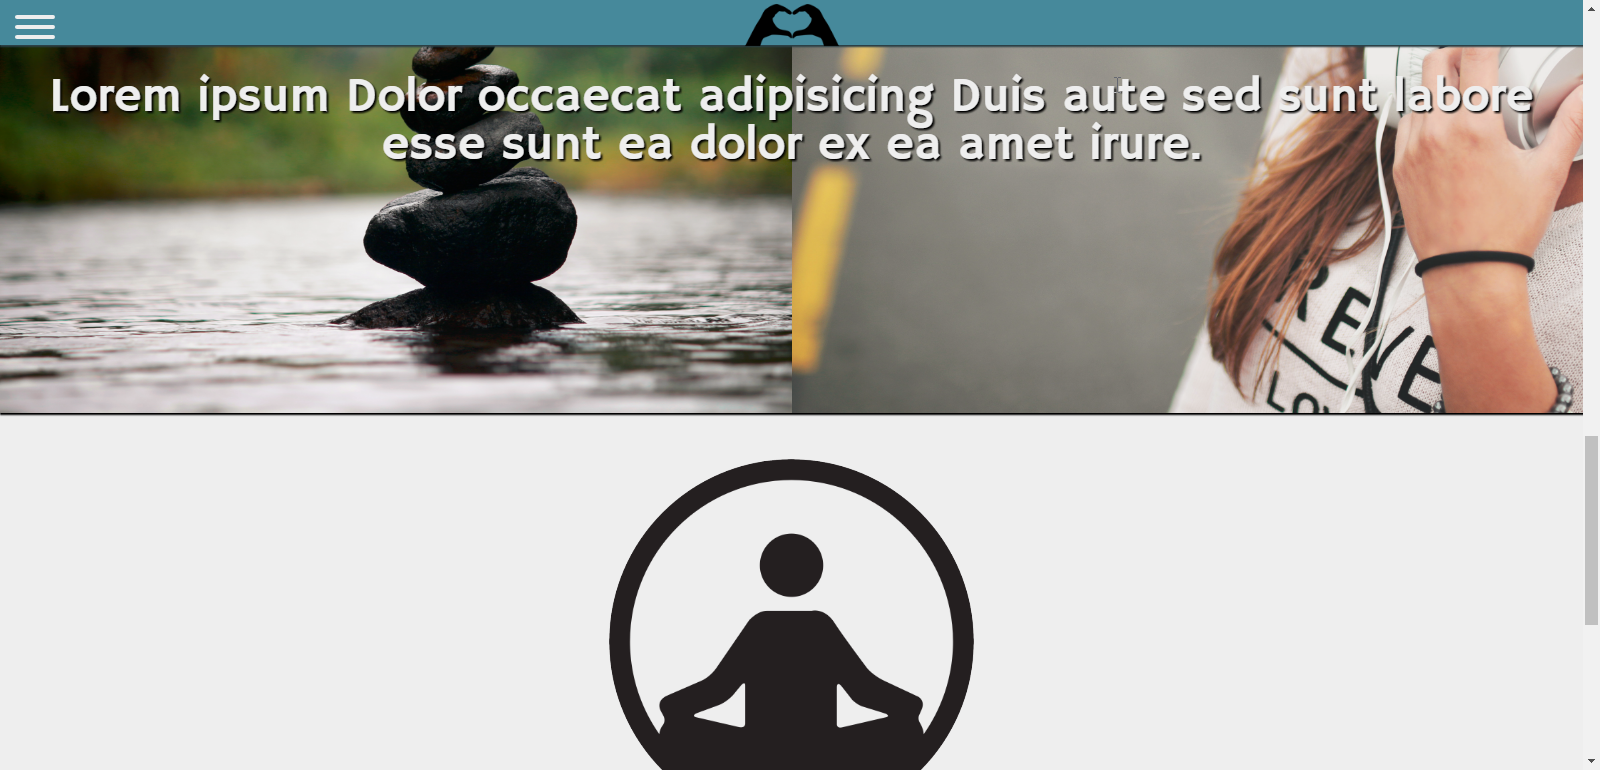 Lorem ipsum Dolor occaecat adipisicing Duis aute sed sunt labore
esse sunt ea dolor ex ea amet irure.